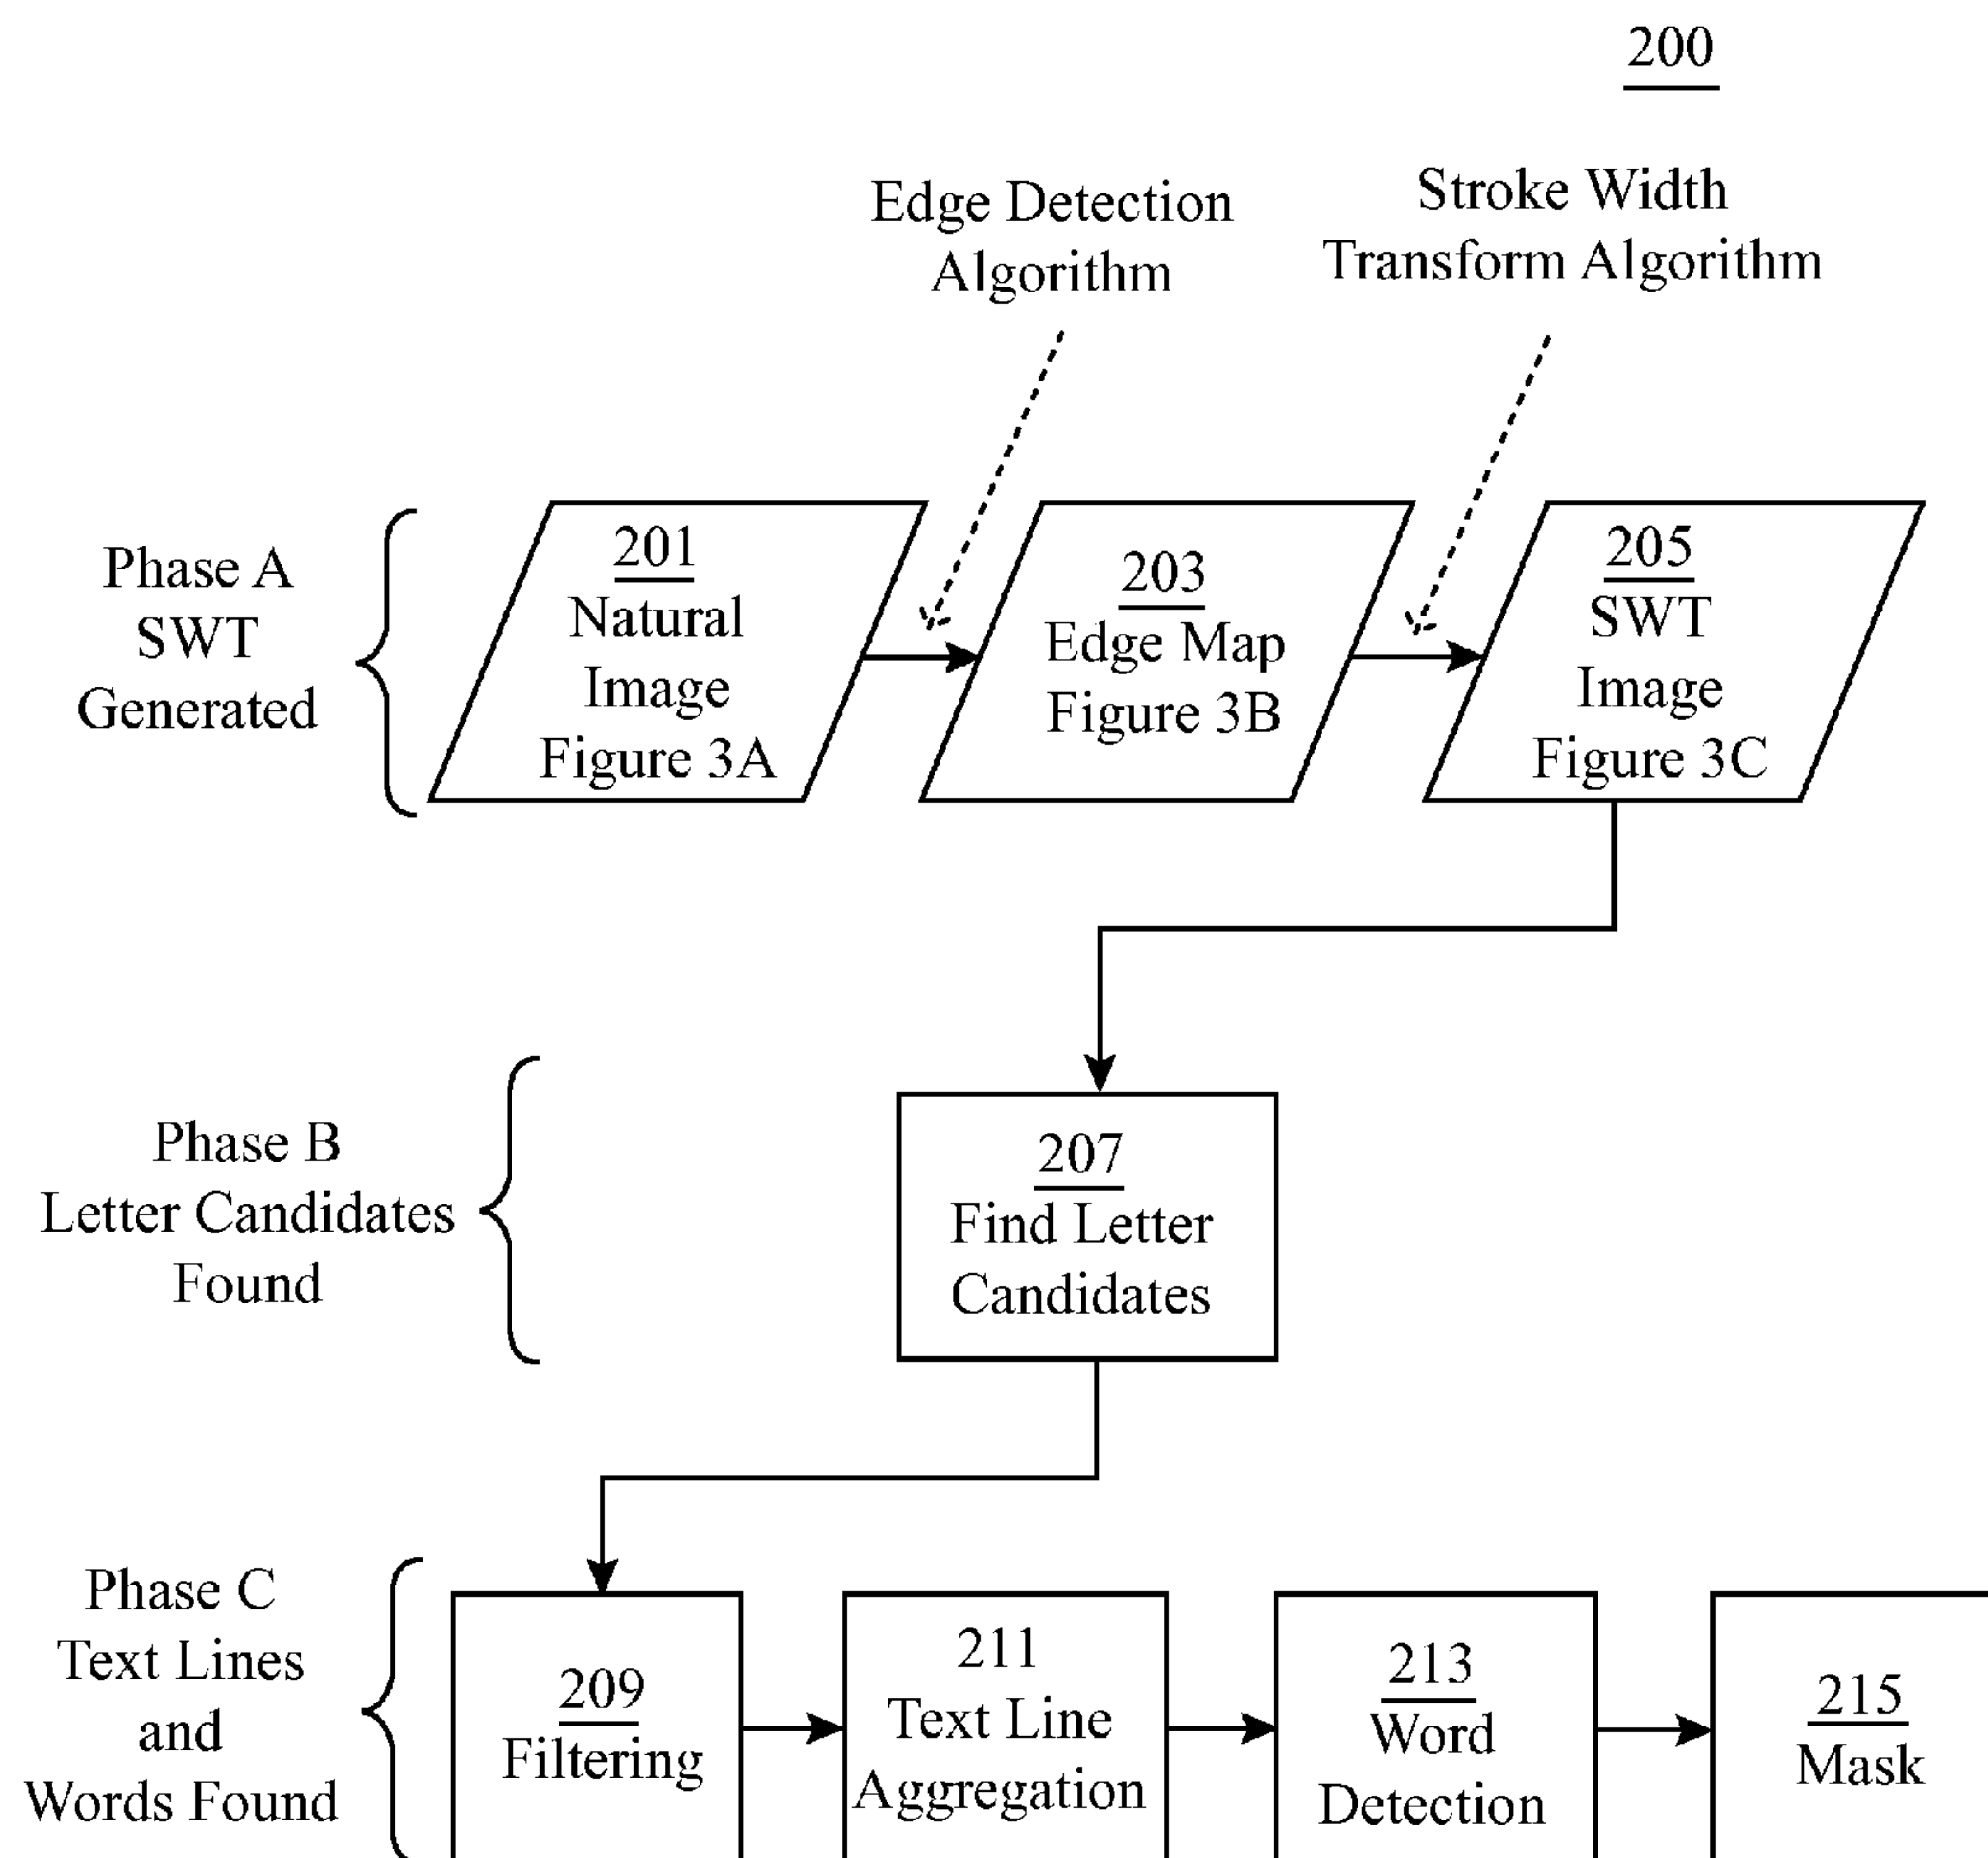 200
Edge Detection
Algorithm
Stroke Width
Transform Algorithm
Phase A
SWT
Generated
201
Natural
Image
Figure 3A
203
Edge Map
Figure 3B
205
SWT
Image
Figure 3C
Phase B
Letter Candidates
Found
207
Find Letter
Candidates
Phase C
Text Lines
and
Words Found
209
Filtering
211
Text Line
Aggregation
213
Word
Detection
215
Mask